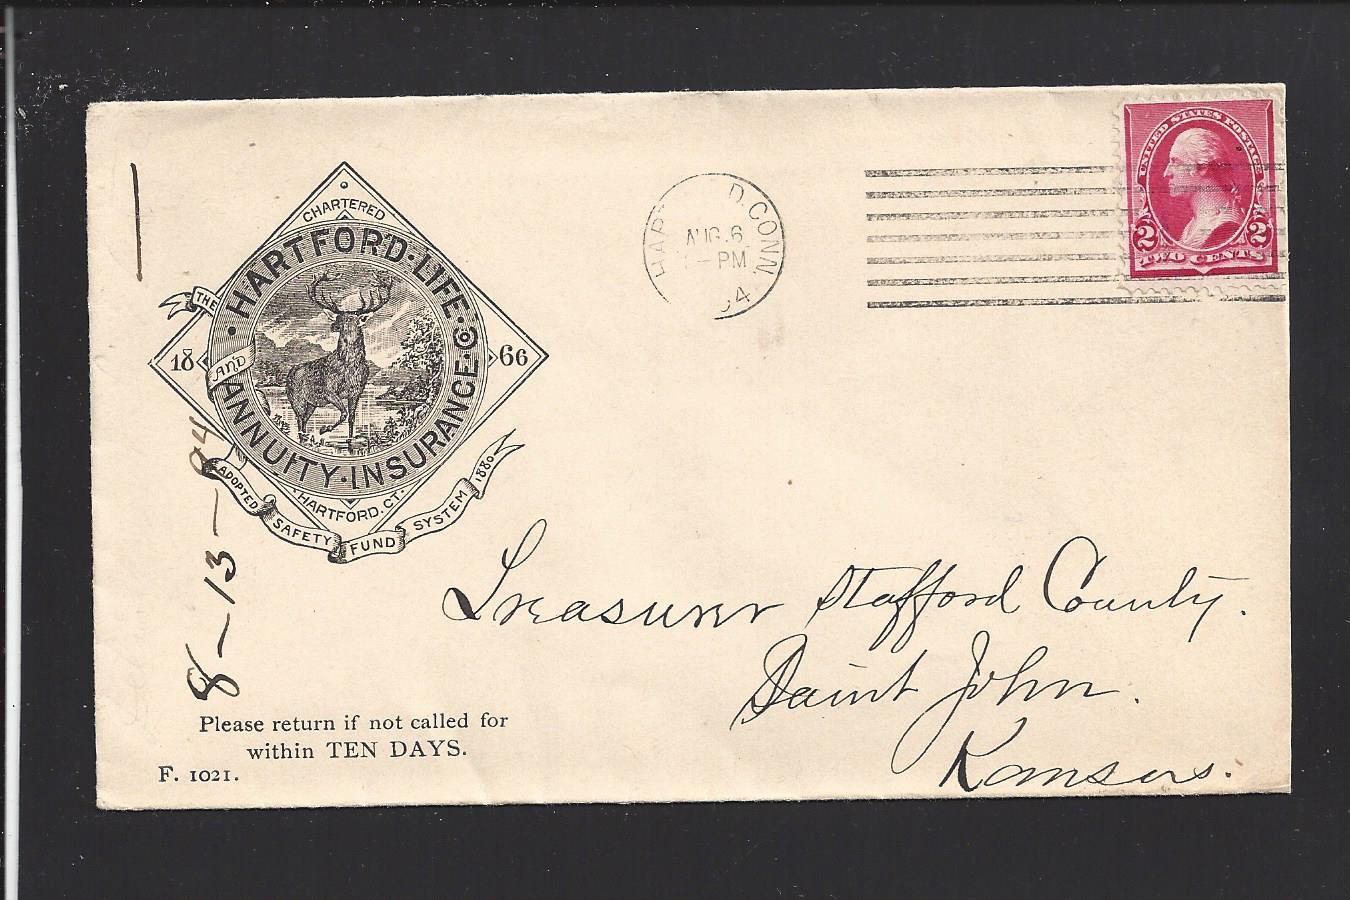 CHARTERED
THE
HARTFORD·LIFE
AND
ANNUITY·INSURANCE·Co
18 66
HARTFORD.CT.
ADOPTED SAFETY FUND SYSTEM 1880
HAR D.CONN.
AUG.6
PM
94
UNITED STATES POSTAGE
2 2
TWO CENTS
8-13-94
Treasurer Stafford County.
Saint John.
Kansas.
Please return if not called for
within TEN DAYS.
F. 1021.